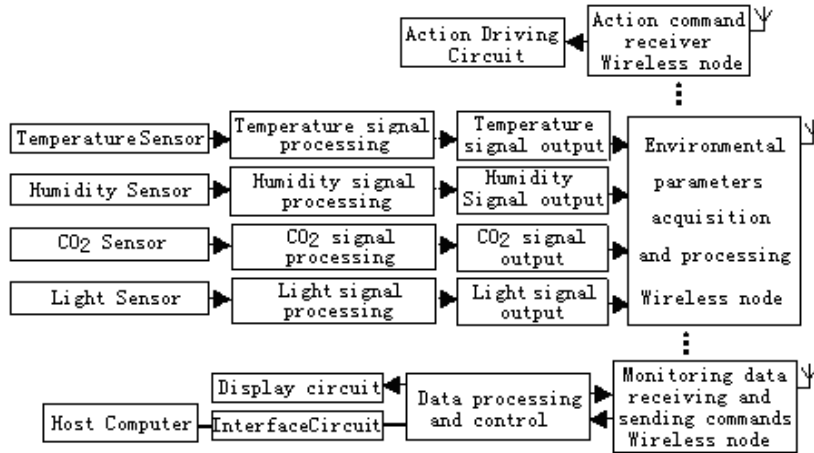 Action Driving
Circuit
Action command
receiver
Wireless node
TemperatureSensor
Temperature signal
processing
Temperature
signal output
Humidity Sensor
Humidity signal
processing
Humidity
Signal output
CO2 Sensor
CO2 signal
processing
CO2 signal
output
Light Sensor
Light signal
processing
Light signal
output
Environmental
parameters
acquisition
and processing
Wireless node
Display circuit
Host Computer
InterfaceCircuit
Data processing
and control
Monitoring data
receiving and
sending commands
Wireless node